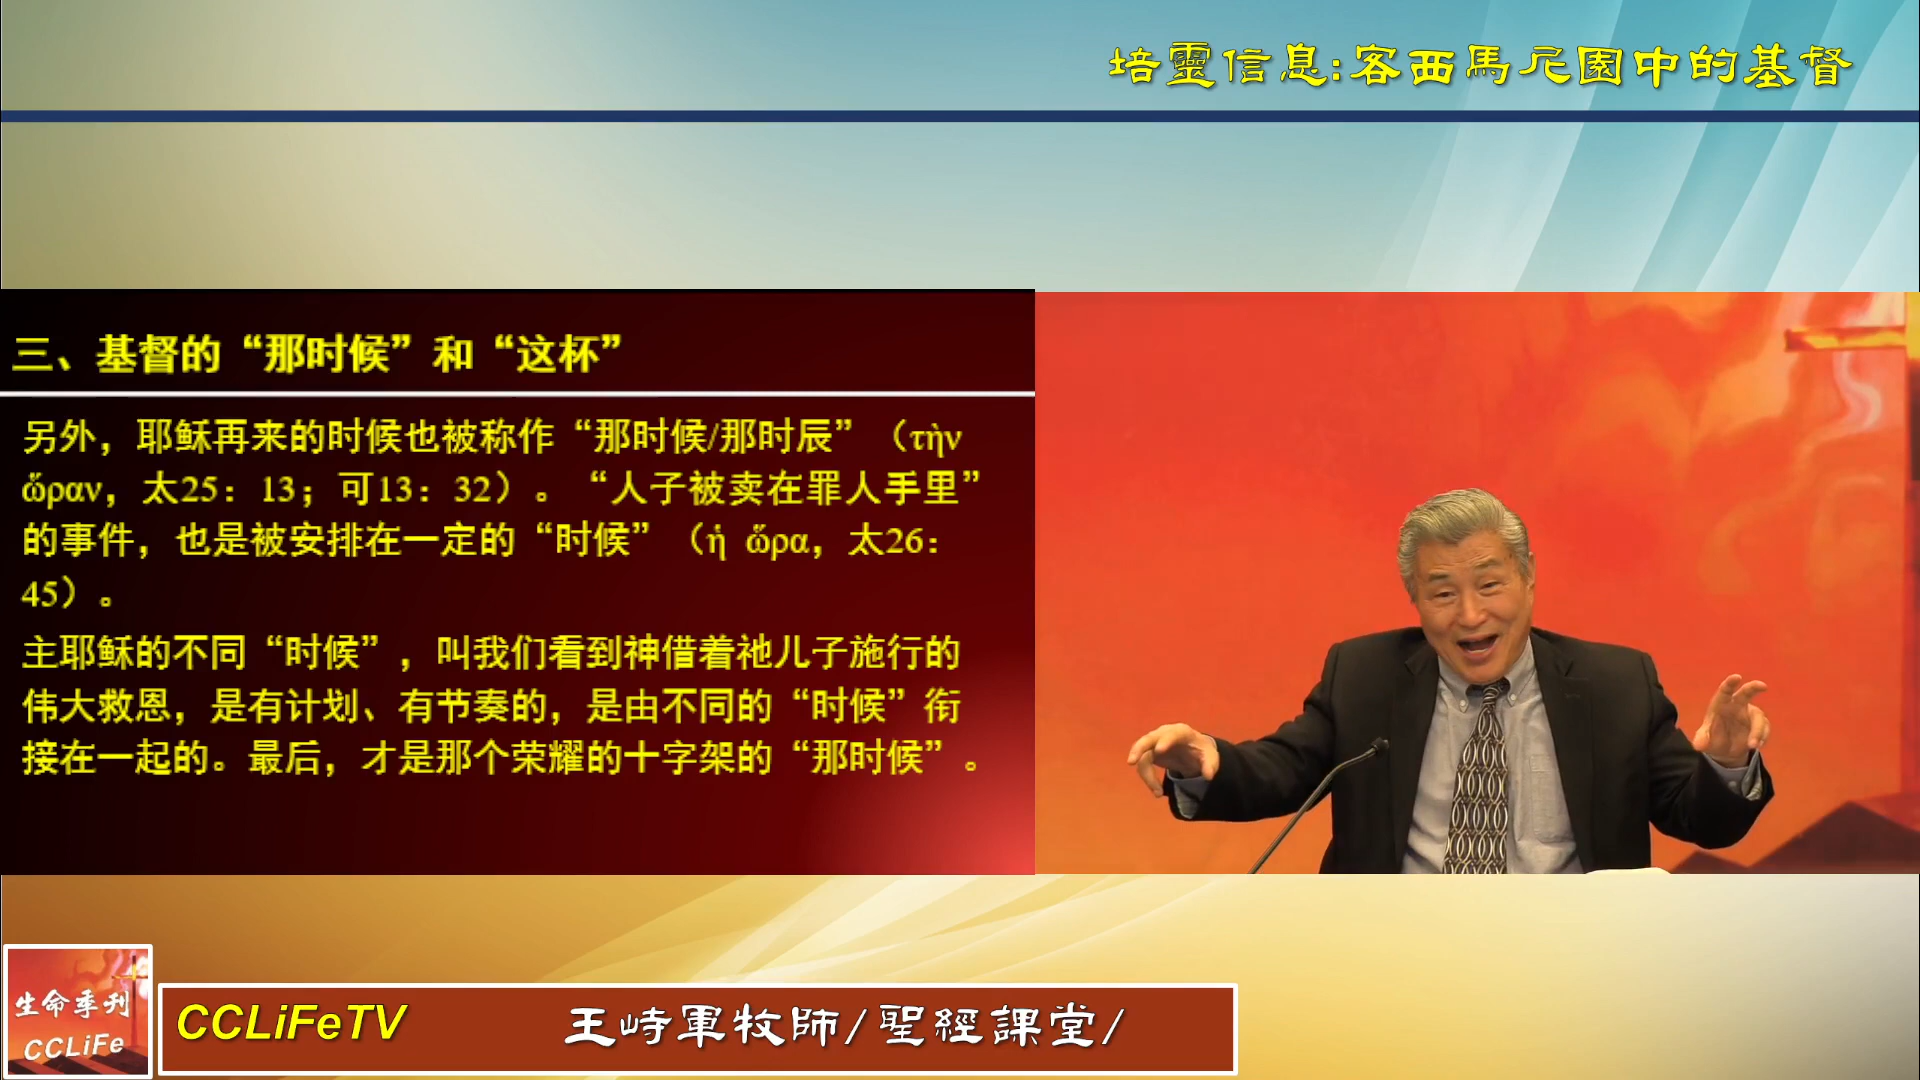 培靈信息:客西馬尼園中的基督
三、基督的“那时候”和“这杯”
另外，耶稣再来的时候也被称作“那时候/那时辰”（τὴν
ὥραν，太25：13；可13：32）。“人子被卖在罪人手里”
的事件，也是被安排在一定的“时候”（ἡ ὥρα，太26：
45）。
主耶稣的不同“时候”，叫我们看到神借着祂儿子施行的
伟大救恩，是有计划、有节奏的，是由不同的“时候”衔
接在一起的。最后，才是那个荣耀的十字架的“那时候”。
生命季刊
CCLiFe
CCLiFeTV
王峙軍牧師/聖經課堂/